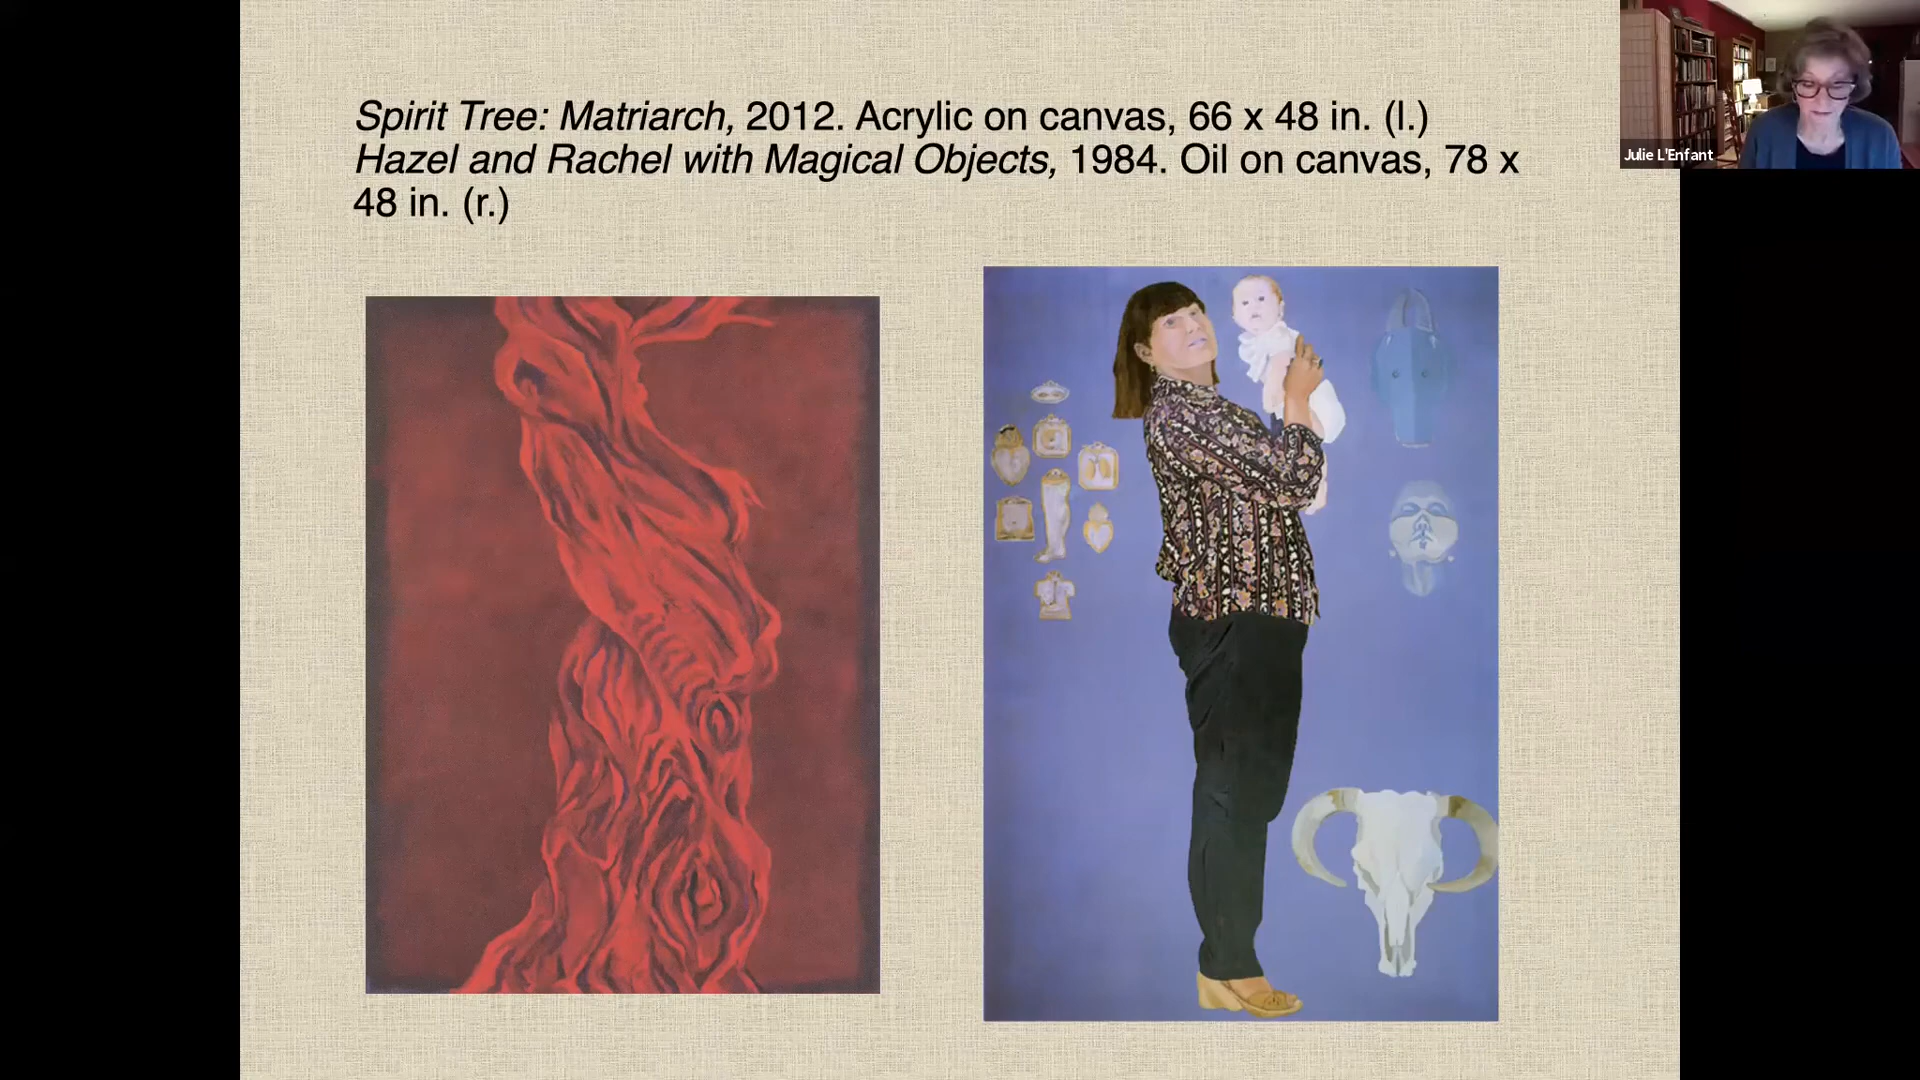 Spirit Tree: Matriarch, 2012. Acrylic on canvas, 66 x 48 in. (l.)
Hazel and Rachel with Magical Objects, 1984. Oil on canvas, 78 x
48 in. (r.)
Julie L'Enfant